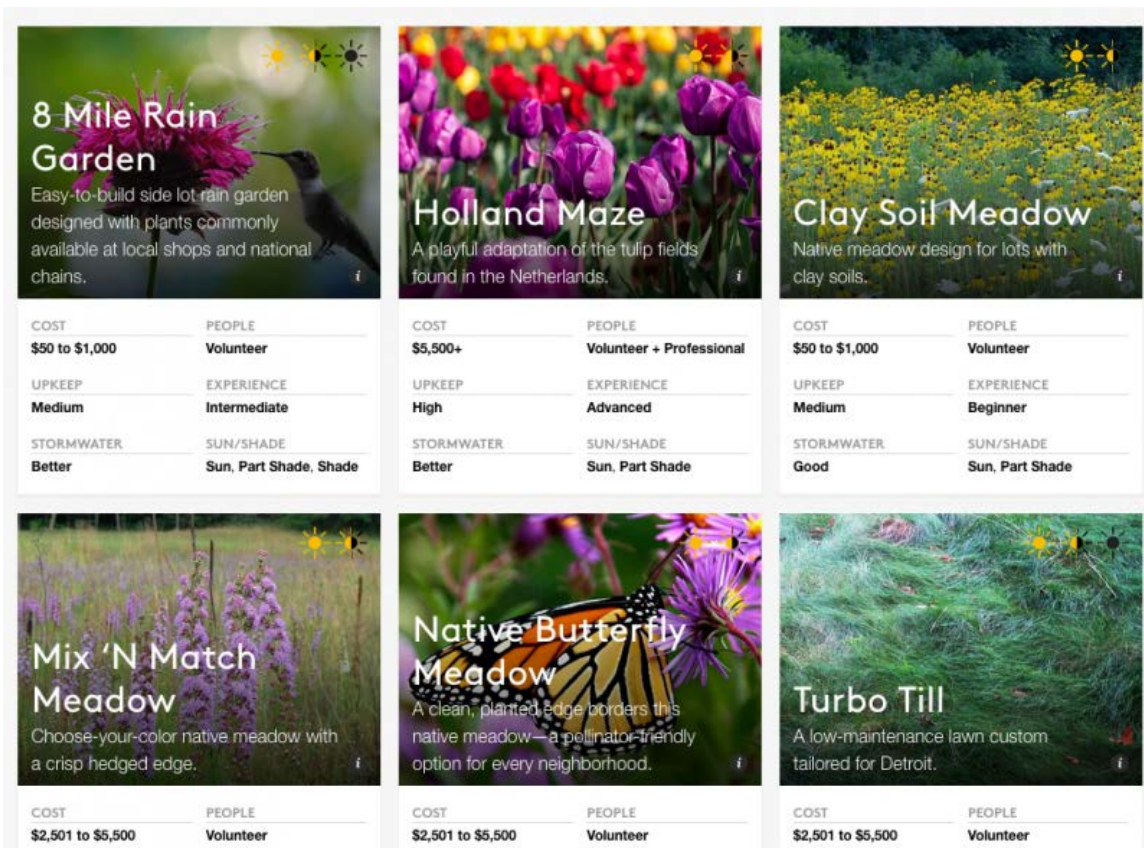 8 Mile Rain
Garden
Easy-to-build side lot rain garden
designed with plants commonly
available at local shops and national
chains.
i
COST
$50 to $1,000
PEOPLE
Volunteer
UPKEEP
Medium
EXPERIENCE
Intermediate
STORMWATER
Better
SUN/SHADE
Sun, Part Shade, Shade
Holland Maze
A playful adaptation of the tulip fields
found in the Netherlands.
i
COST
$5,500+
PEOPLE
Volunteer + Professional
UPKEEP
High
EXPERIENCE
Advanced
STORMWATER
Better
SUN/SHADE
Sun, Part Shade
Clay Soil Meadow
Native meadow design for lots with
clay soils.
i
COST
$50 to $1,000
PEOPLE
Volunteer
UPKEEP
Medium
EXPERIENCE
Beginner
STORMWATER
Good
SUN/SHADE
Sun, Part Shade
Mix ‘N Match
Meadow
Choose-your-color native meadow with
a crisp hedged edge.
i
COST
$2,501 to $5,500
PEOPLE
Volunteer
Native Butterfly
Meadow
A clean, planted edge borders this
native meadow—a pollinator-friendly
option for every neighborhood.
i
COST
$2,501 to $5,500
PEOPLE
Volunteer
Turbo Till
A low-maintenance lawn custom
tailored for Detroit.
i
COST
$2,501 to $5,500
PEOPLE
Volunteer